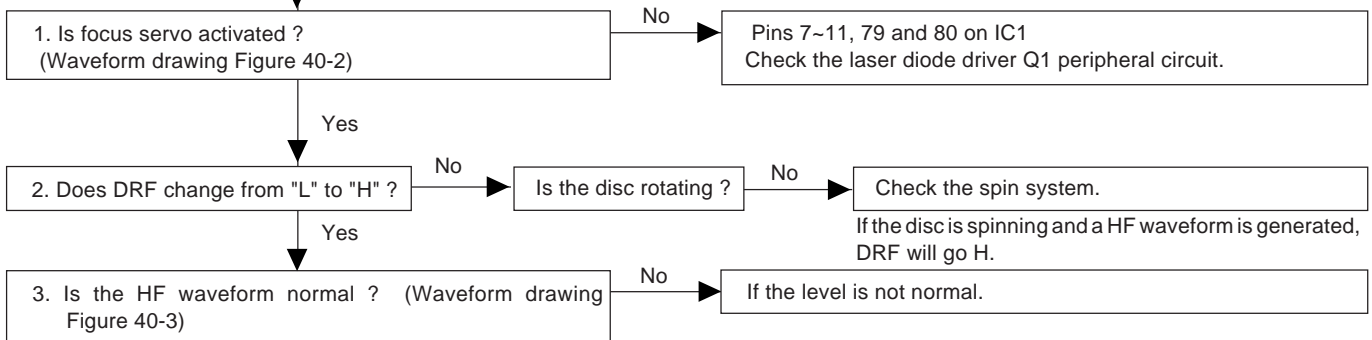 1. Is focus servo activated ?
(Waveform drawing Figure 40-2)
No
Pins 7~11, 79 and 80 on IC1
Check the laser diode driver Q1 peripheral circuit.
Yes
2. Does DRF change from "L" to "H" ?
No
Is the disc rotating ?
No
Check the spin system.
If the disc is spinning and a HF waveform is generated,
DRF will go H.
Yes
3. Is the HF waveform normal ? (Waveform drawing
Figure 40-3)
No
If the level is not normal.